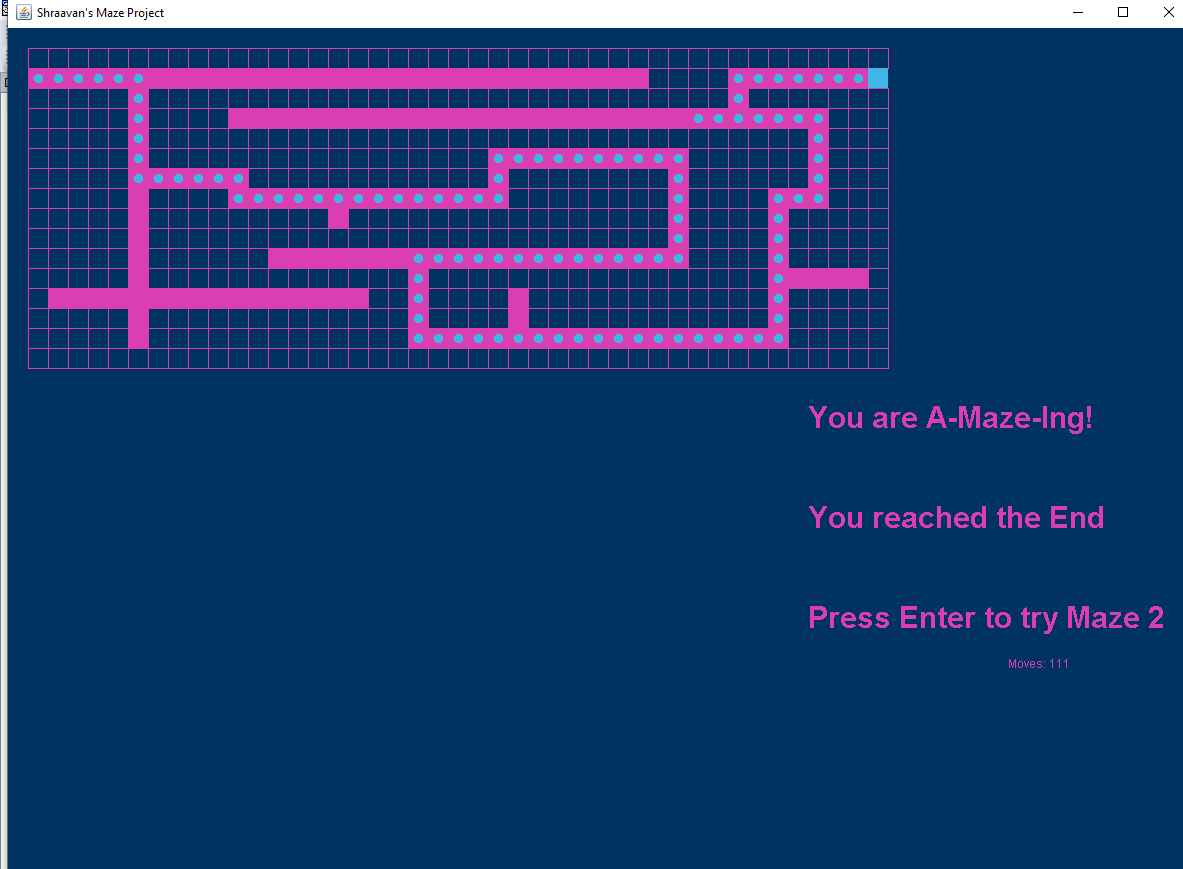 Shraavan's Maze Project
You are A-Maze-Ing!
You reached the End
Press Enter to try Maze 2
Moves: 111